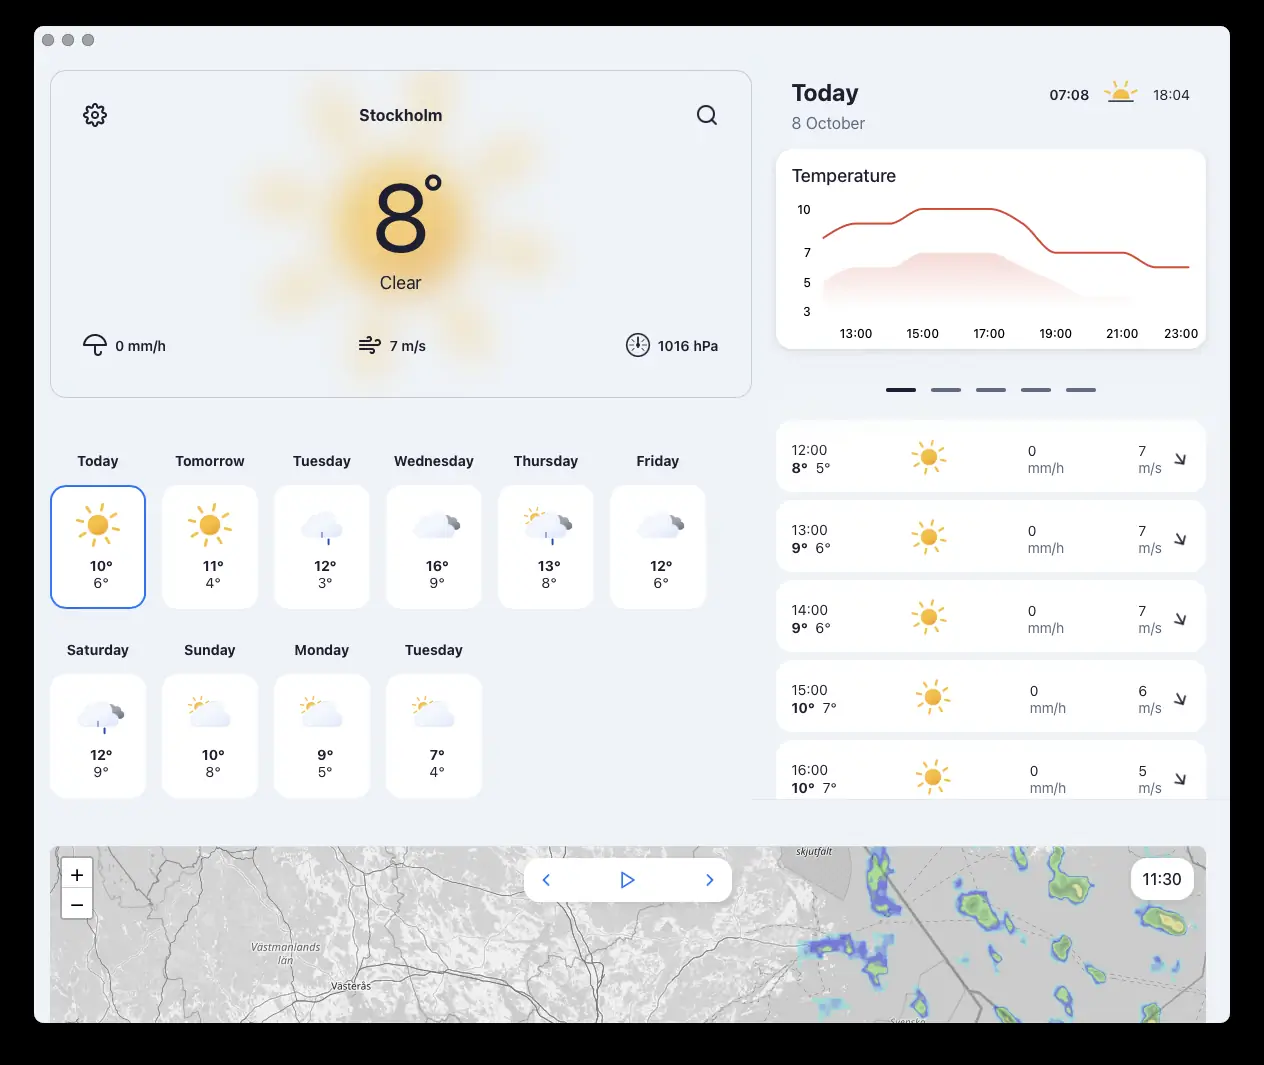 Stockholm
8°
Clear
0 mm/h
7 m/s
1016 hPa
Today
8 October
07:08
18:04
Temperature
10
7
5
3
13:00 15:00 17:00 19:00 21:00 23:00
Today Tomorrow Tuesday Wednesday Thursday Friday
10° 11° 12° 16° 13° 12°
6° 4° 3° 9° 8° 6°
Saturday Sunday Monday Tuesday
12° 10° 9° 7°
9° 8° 5° 4°
12:00 0 7
8° 5° mm/h m/s
13:00 0 7
9° 6° mm/h m/s
14:00 0 7
9° 6° mm/h m/s
15:00 0 6
10° 7° mm/h m/s
16:00 0 5
10° 7° mm/h m/s
+
−
11:30
skjutfält
Västmanlands
län
Västerås